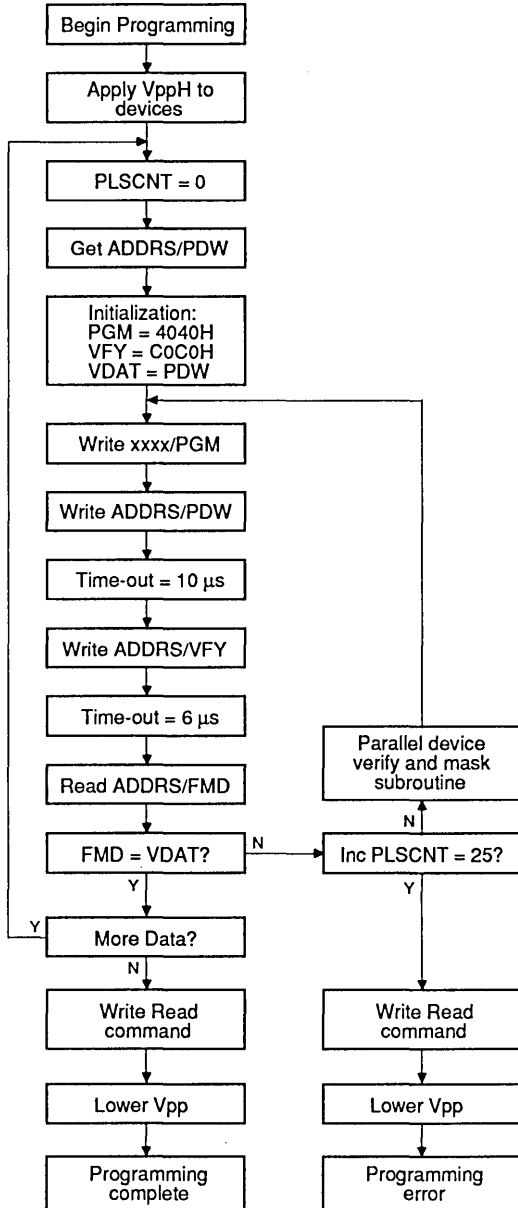 Begin Programming
Apply VppH to
devices
PLSCNT = 0
Get ADDRS/PDW
Initialization:
PGM = 4040H
VFY = C0C0H
VDAT = PDW
Write xxxx/PGM
Write ADDRS/PDW
Time-out = 10 µs
Write ADDRS/VFY
Time-out = 6 µs
Read ADDRS/FMD
Parallel device
verify and mask
subroutine
FMD = VDAT?
N
Inc PLSCNT = 25?
N
Y
Y
Y
More Data?
N
Write Read
command
Lower Vpp
Programming
complete
Write Read
command
Lower Vpp
Programming
error